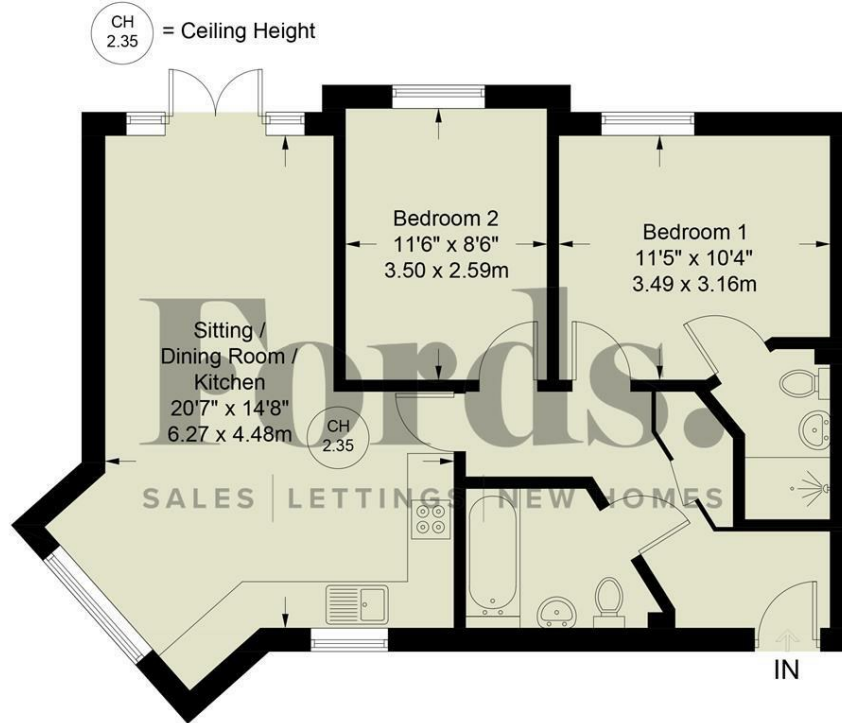 CH
2.35
= Ceiling Height
Bedroom 2
11'6" x 8'6"
3.50 x 2.59m
Bedroom 1
11'5" x 10'4"
3.49 x 3.16m
Sitting /
Dining Room /
Kitchen
20'7" x 14'8"
6.27 x 4.48m
CH
2.35
Fords.
SALES | LETTINGS | NEW HOMES
IN